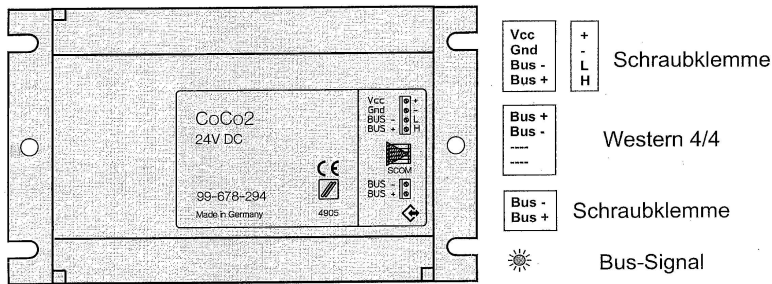 CoCo2
24V DC
99-678-294
Made in Germany
CE
4905
Vcc +
Gnd -
BUS - L
BUS + H
SCOM
BUS -
BUS +
Vcc +
Gnd -
Bus - L
Bus + H
Schraubklemme
Bus +
Bus -
----
----
Western 4/4
Bus -
Bus +
Schraubklemme
Bus-Signal